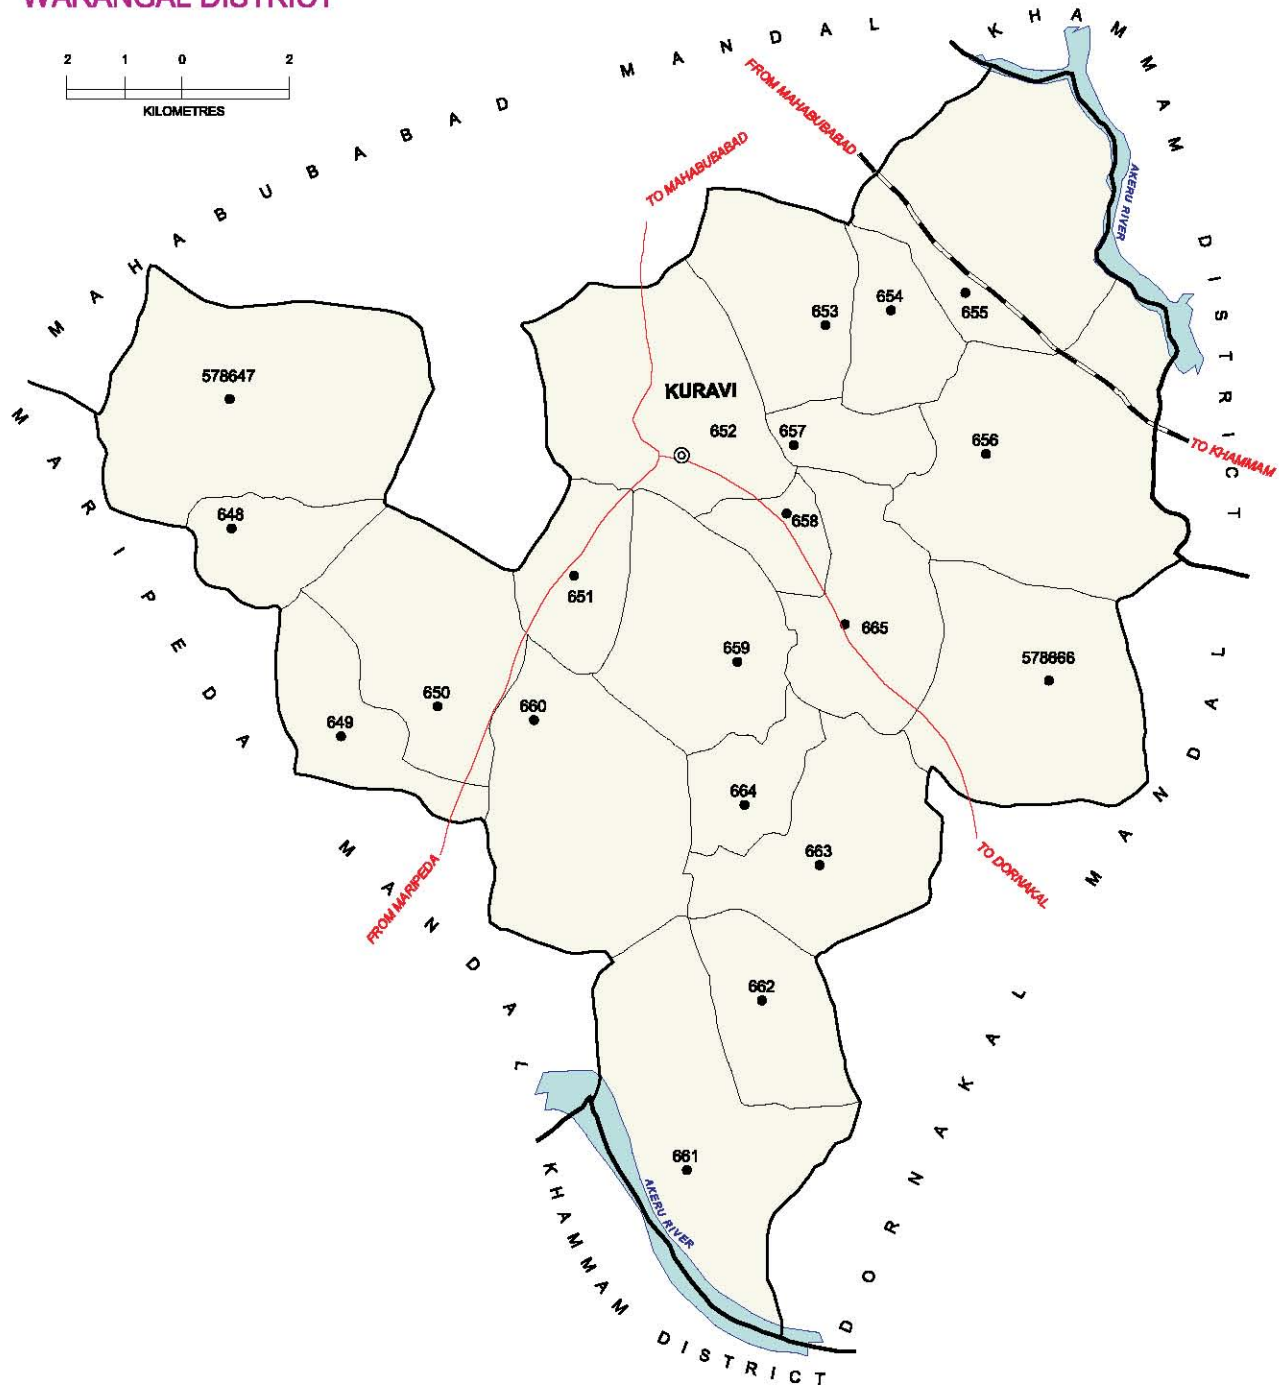 WARANGAL DISTRICT
2 1 0 2
KILOMETRES
MAHABUBABAD MANDAL
KHAMMAM DISTRICT
FROM MAHABUBABAD
TO MAHABUBABAD
AKERU RIVER
653
654
655
578647
KURAVI
652
657
656
TO KHAMMAM
648
658
651
665
659
578666
650
660
649
664
663
MARIPEDA MANDAL
FROM MARIPEDA
TO DORNAKAL
662
661
AKERU RIVER
KHAMMAM DISTRICT
DORNAKAL MANDAL